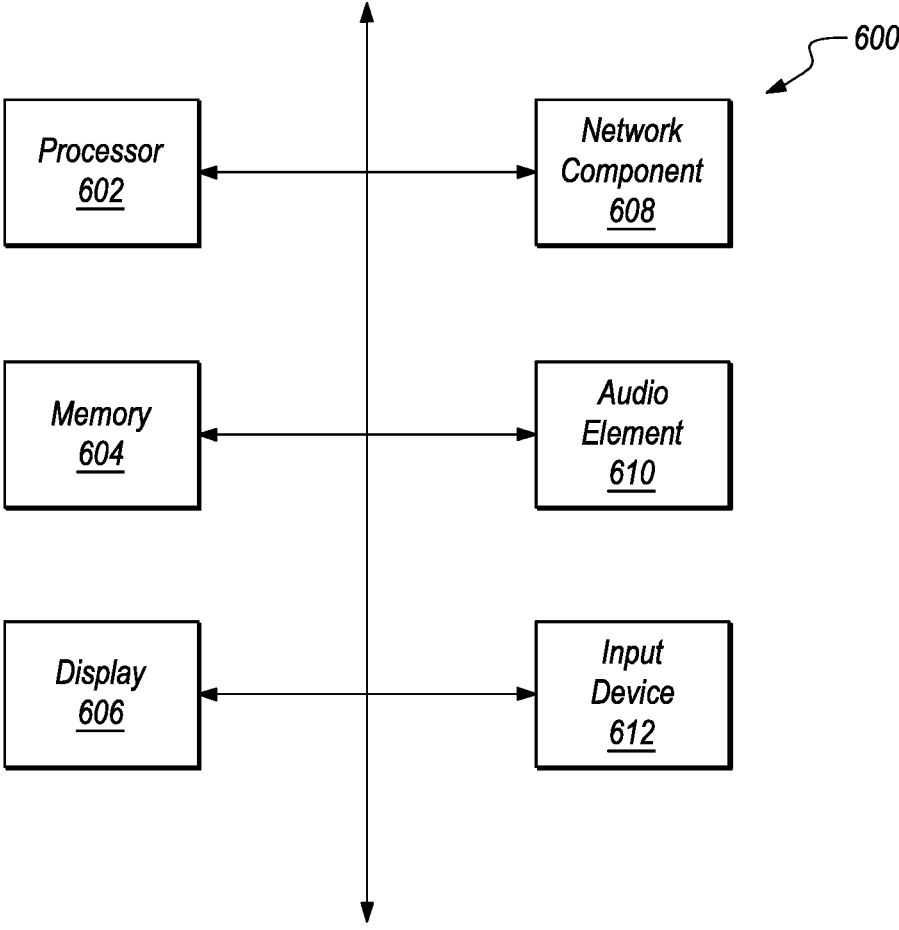 600
Processor
602
Network
Component
608
Memory
604
Audio
Element
610
Display
606
Input
Device
612